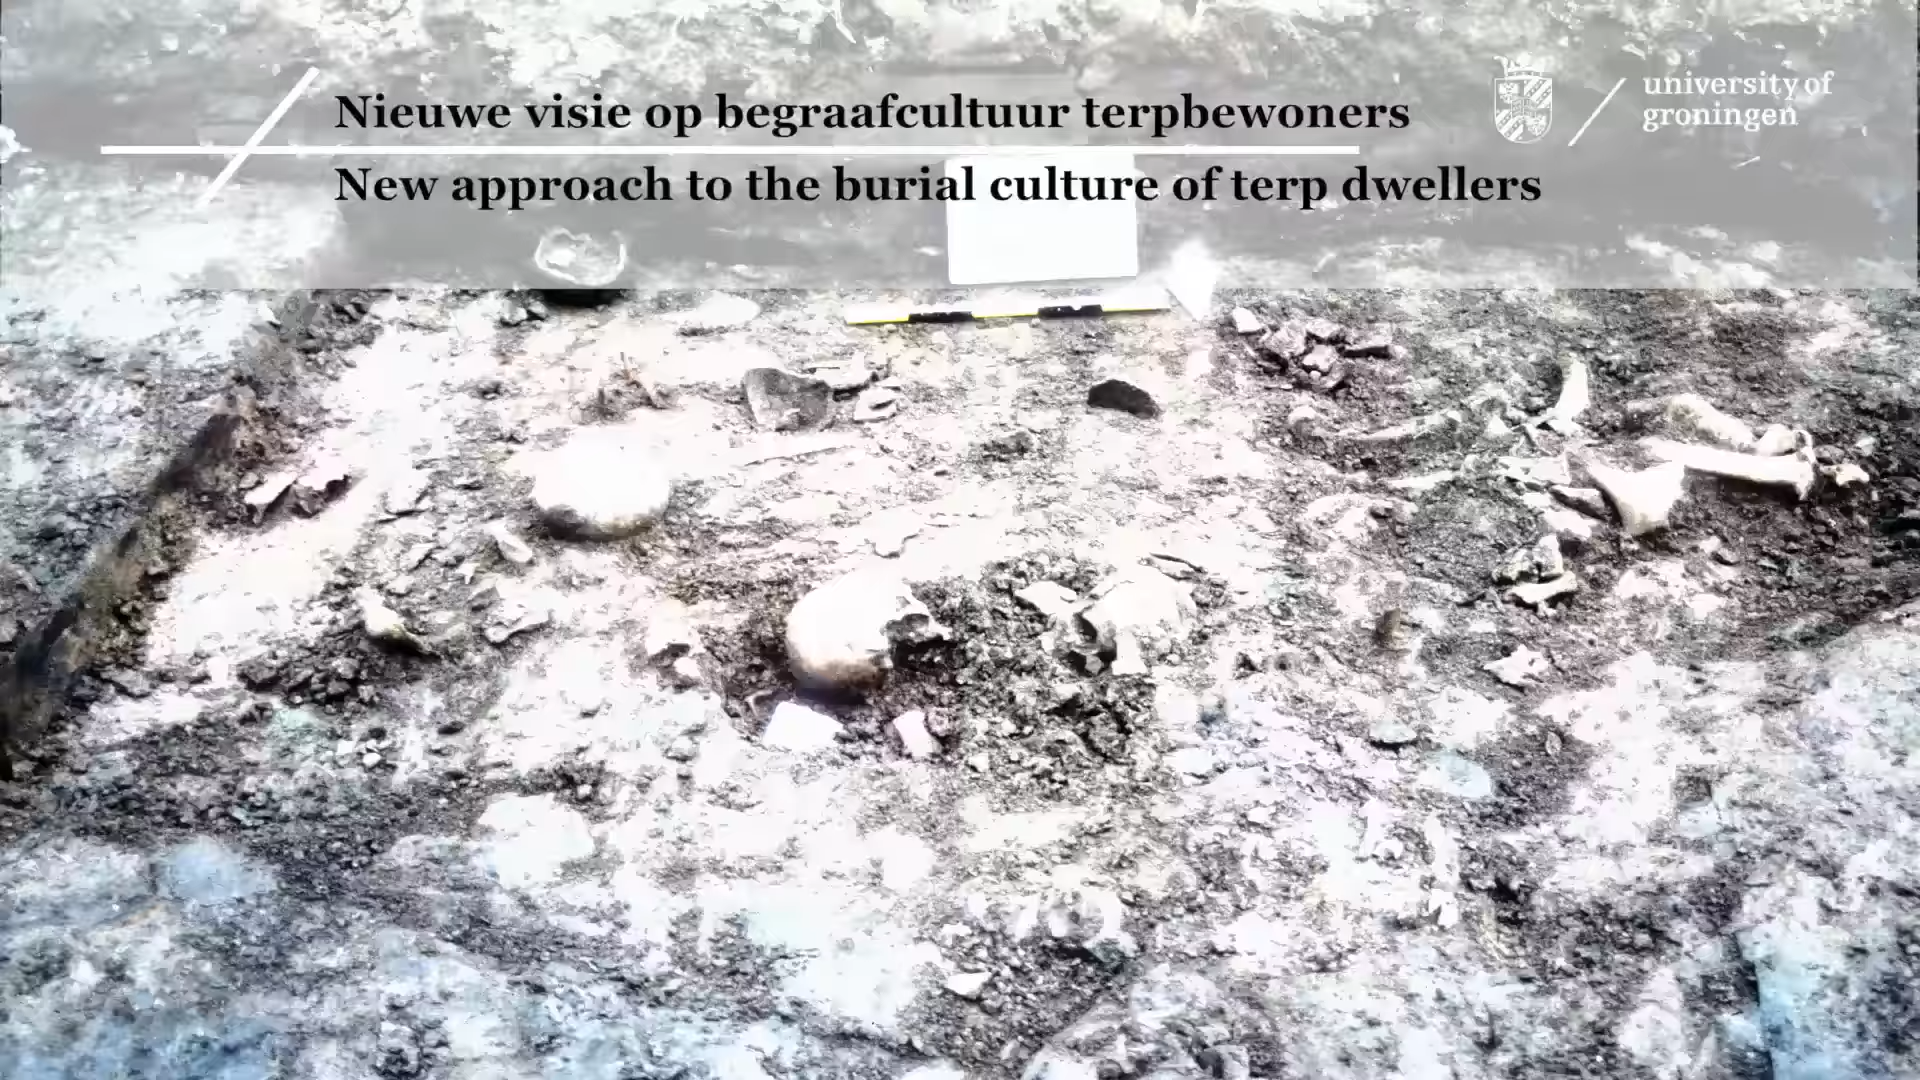 Nieuwe visie op begraafcultuur terpbewoners
New approach to the burial culture of terp dwellers
university of
groningen